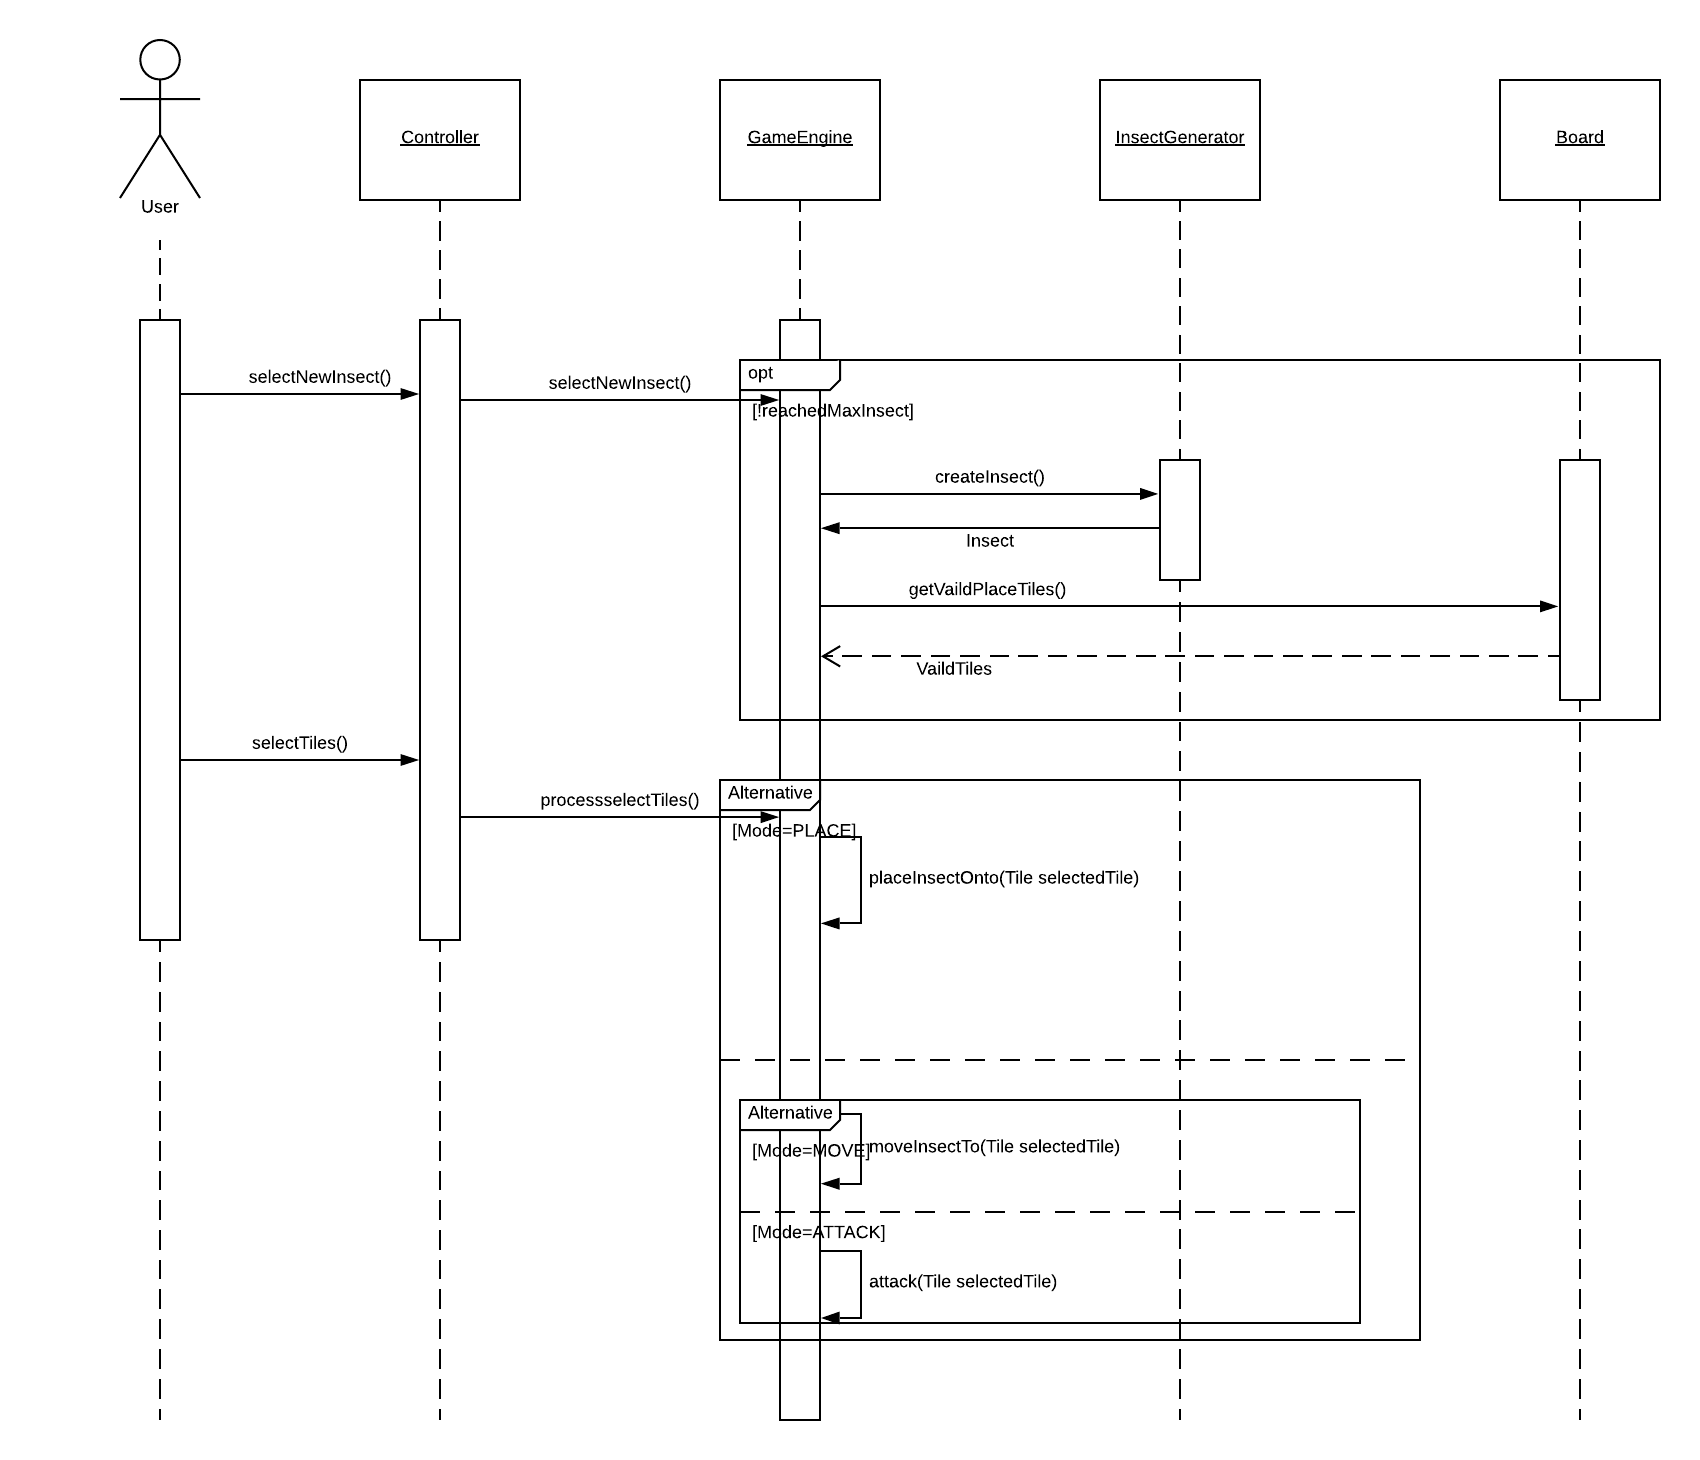 User
Controller
GameEngine
InsectGenerator
Board
selectNewInsect()
selectNewInsect()
opt
[!reachedMaxInsect]
createInsect()
Insect
getVaildPlaceTiles()
VaildTiles
selectTiles()
processselectTiles()
Alternative
[Mode=PLACE]
placeInsectOnto(Tile selectedTile)
Alternative
[Mode=MOVE]
moveInsectTo(Tile selectedTile)
[Mode=ATTACK]
attack(Tile selectedTile)